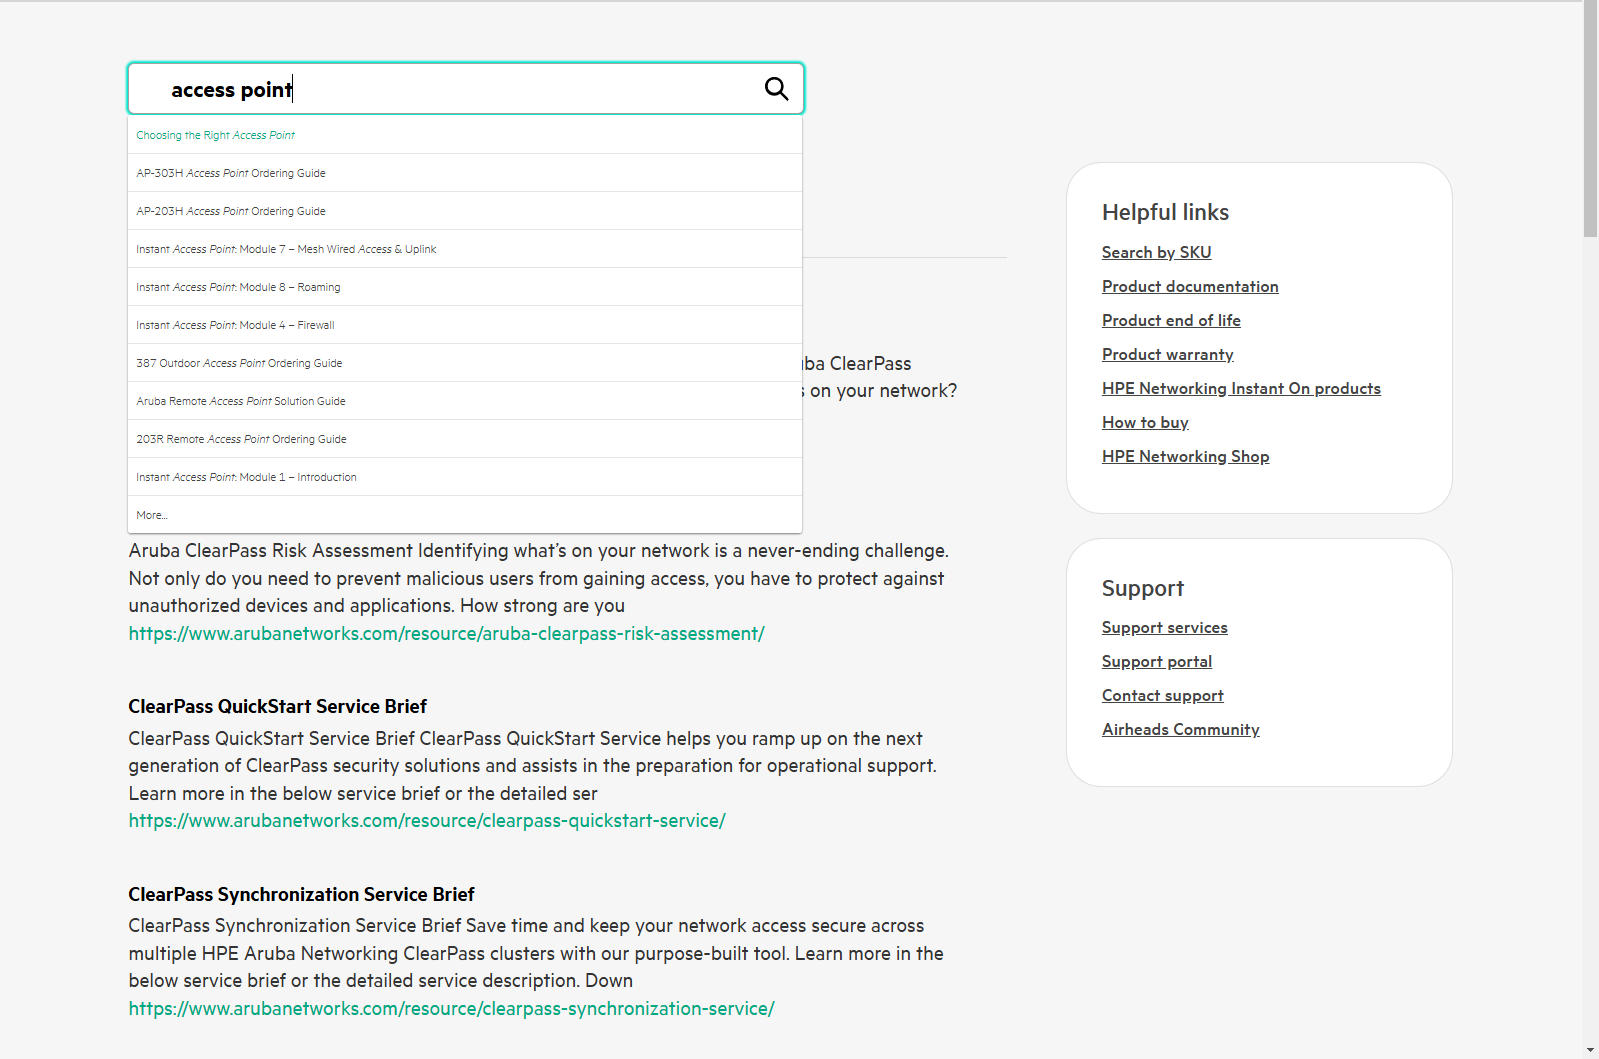 access point
Choosing the Right Access Point
AP-303H Access Point Ordering Guide
AP-203H Access Point Ordering Guide
Instant Access Point: Module 7 – Mesh Wired Access & Uplink
Instant Access Point: Module 8 – Roaming
Instant Access Point: Module 4 – Firewall
387 Outdoor Access Point Ordering Guide
Aruba Remote Access Point Solution Guide
203R Remote Access Point Ordering Guide
Instant Access Point: Module 1 – Introduction
More...
ClearPass
on your network?
Aruba ClearPass Risk Assessment Identifying what’s on your network is a never-ending challenge.
Not only do you need to prevent malicious users from gaining access, you have to protect against
unauthorized devices and applications. How strong are you
https://www.arubanetworks.com/resource/aruba-clearpass-risk-assessment/
ClearPass QuickStart Service Brief
ClearPass QuickStart Service Brief ClearPass QuickStart Service helps you ramp up on the next
generation of ClearPass security solutions and assists in the preparation for operational support.
Learn more in the below service brief or the detailed ser
https://www.arubanetworks.com/resource/clearpass-quickstart-service/
ClearPass Synchronization Service Brief
ClearPass Synchronization Service Brief Save time and keep your network access secure across
multiple HPE Aruba Networking ClearPass clusters with our purpose-built tool. Learn more in the
below service brief or the detailed service description. Down
https://www.arubanetworks.com/resource/clearpass-synchronization-service/
Helpful links
Search by SKU
Product documentation
Product end of life
Product warranty
HPE Networking Instant On products
How to buy
HPE Networking Shop
Support
Support services
Support portal
Contact support
Airheads Community